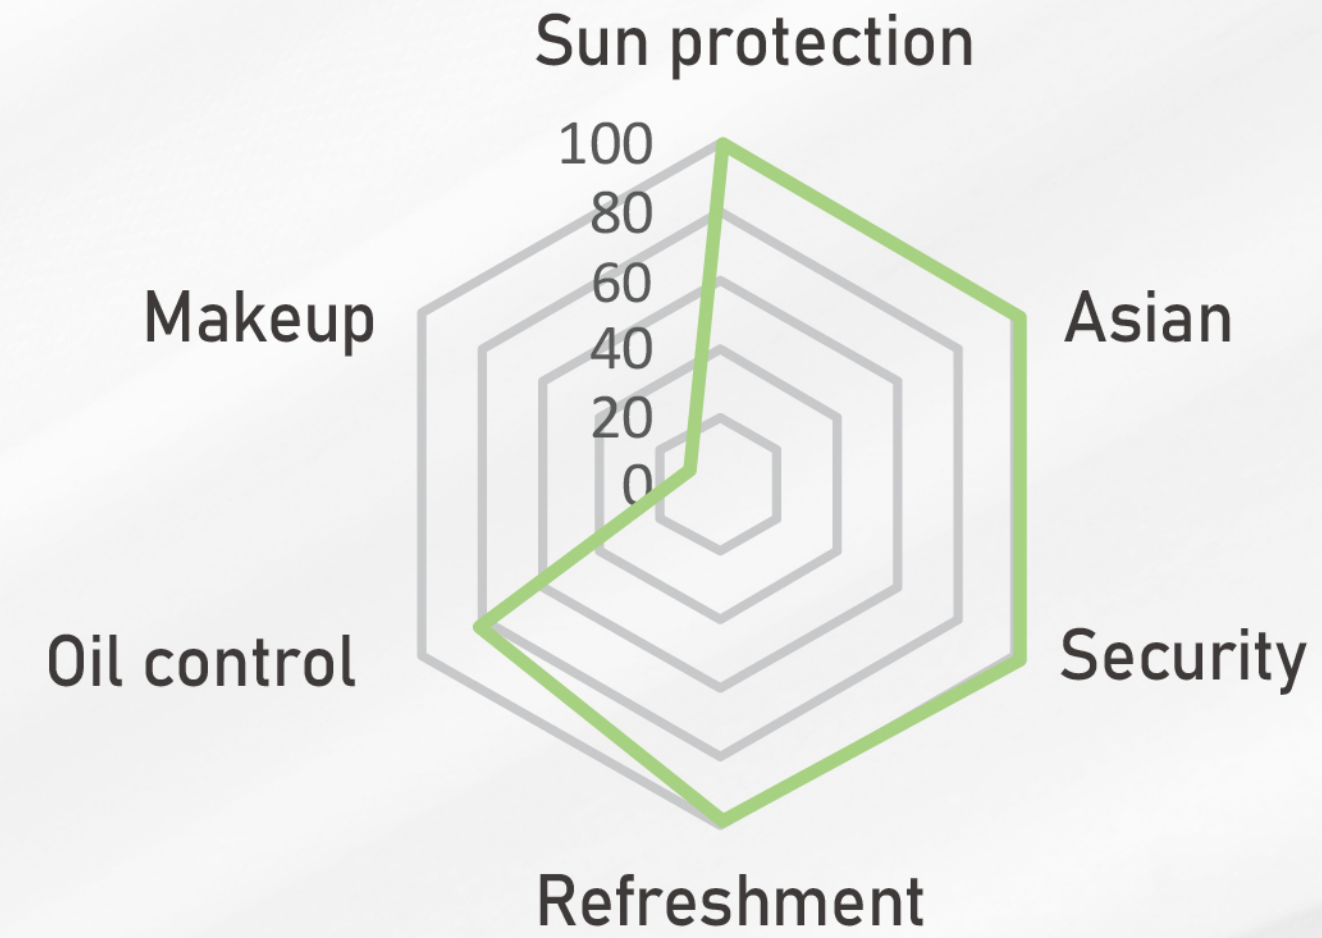 Sun protection
100
80
60
40
20
0
Makeup
Asian
Oil control
Security
Refreshment